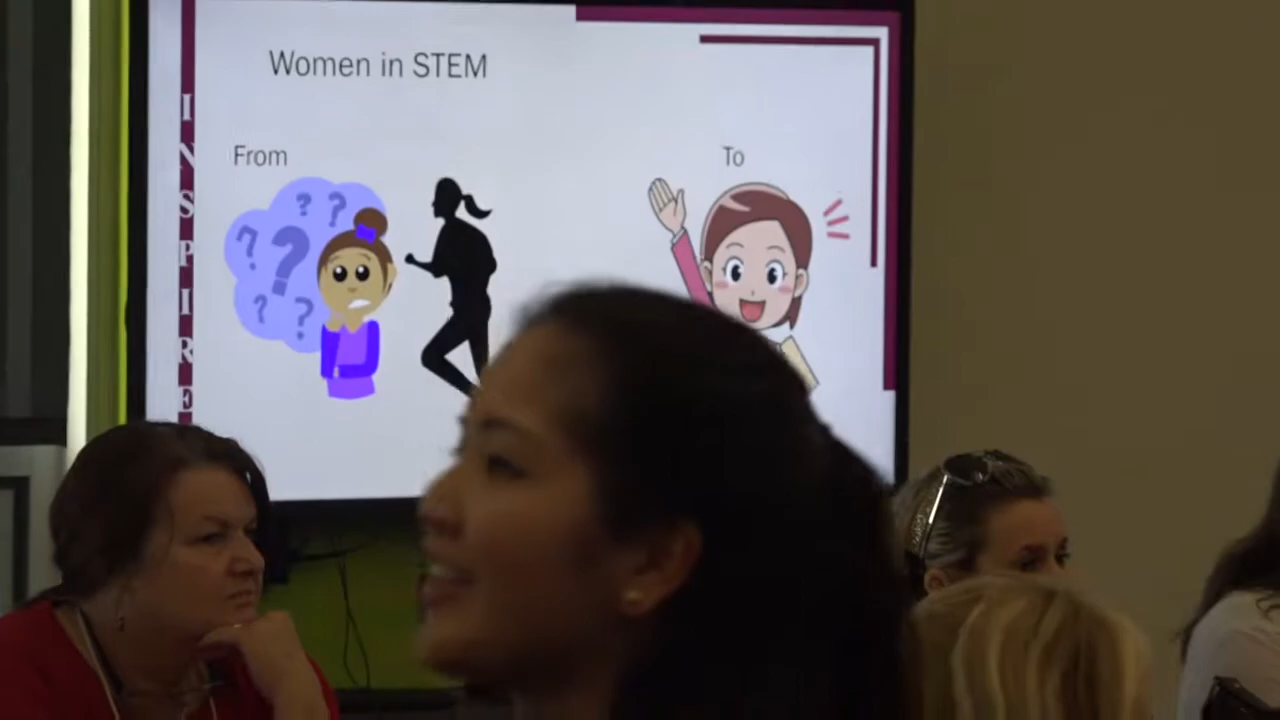 Women in STEM
INSPIRE
From
To
? ? ? ? ? ?